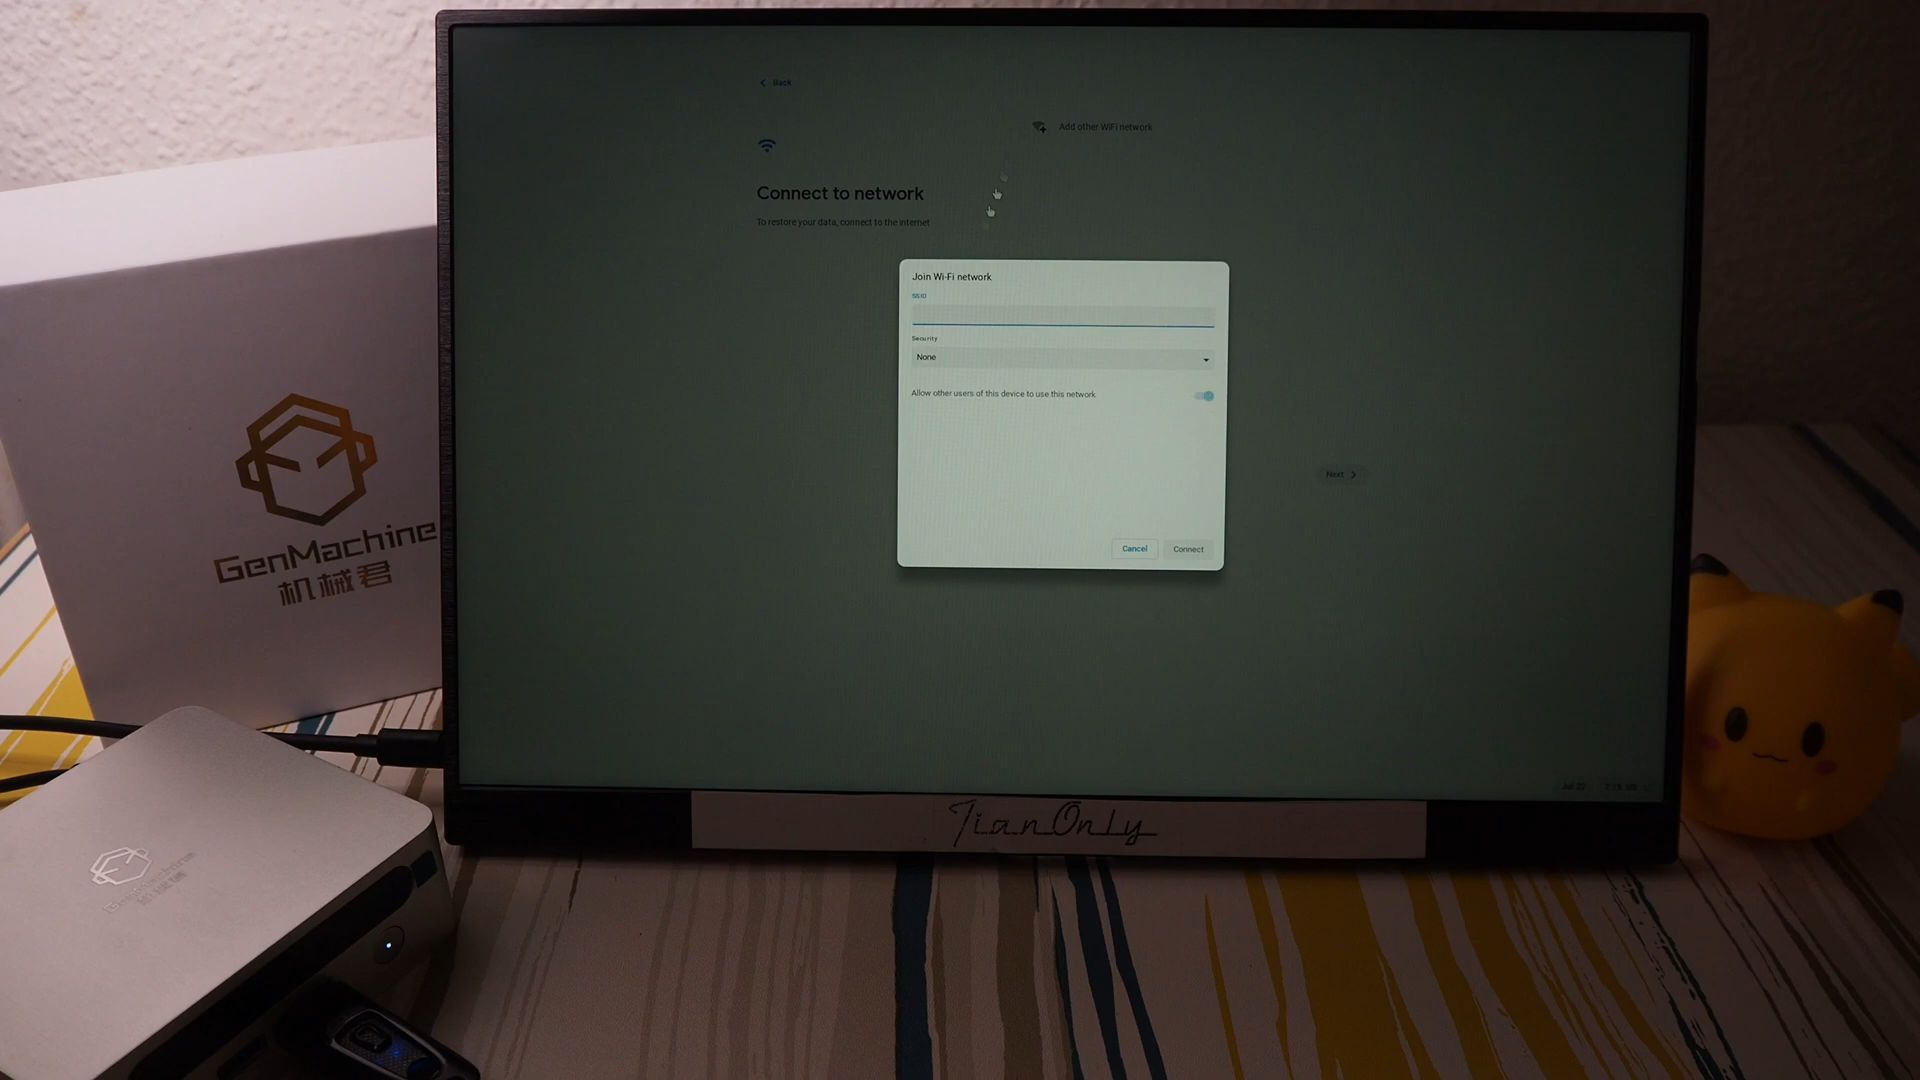 Back
Add other WiFi network
Connect to network
To restore your data, connect to the internet
Join Wi-Fi network
SSID
Security
None
Allow other users of this device to use this network
Next
Cancel
Connect
GenMachine
机械君
TianOnly
GenMachine